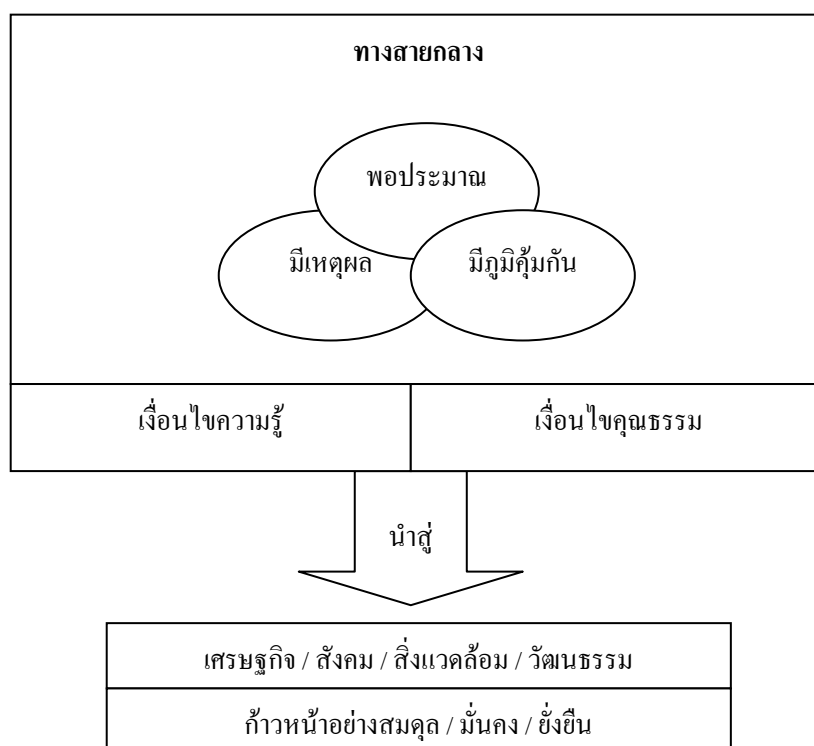 ทางสายกลาง
พอประมาณ
มีเหตุผล
มีภูมิคุ้มกัน
เงื่อนไขความรู้
เงื่อนไขคุณธรรม
นำสู่
เศรษฐกิจ / สังคม / สิ่งแวดล้อม / วัฒนธรรม
ก้าวหน้าอย่างสมดุล / มั่นคง / ยั่งยืน